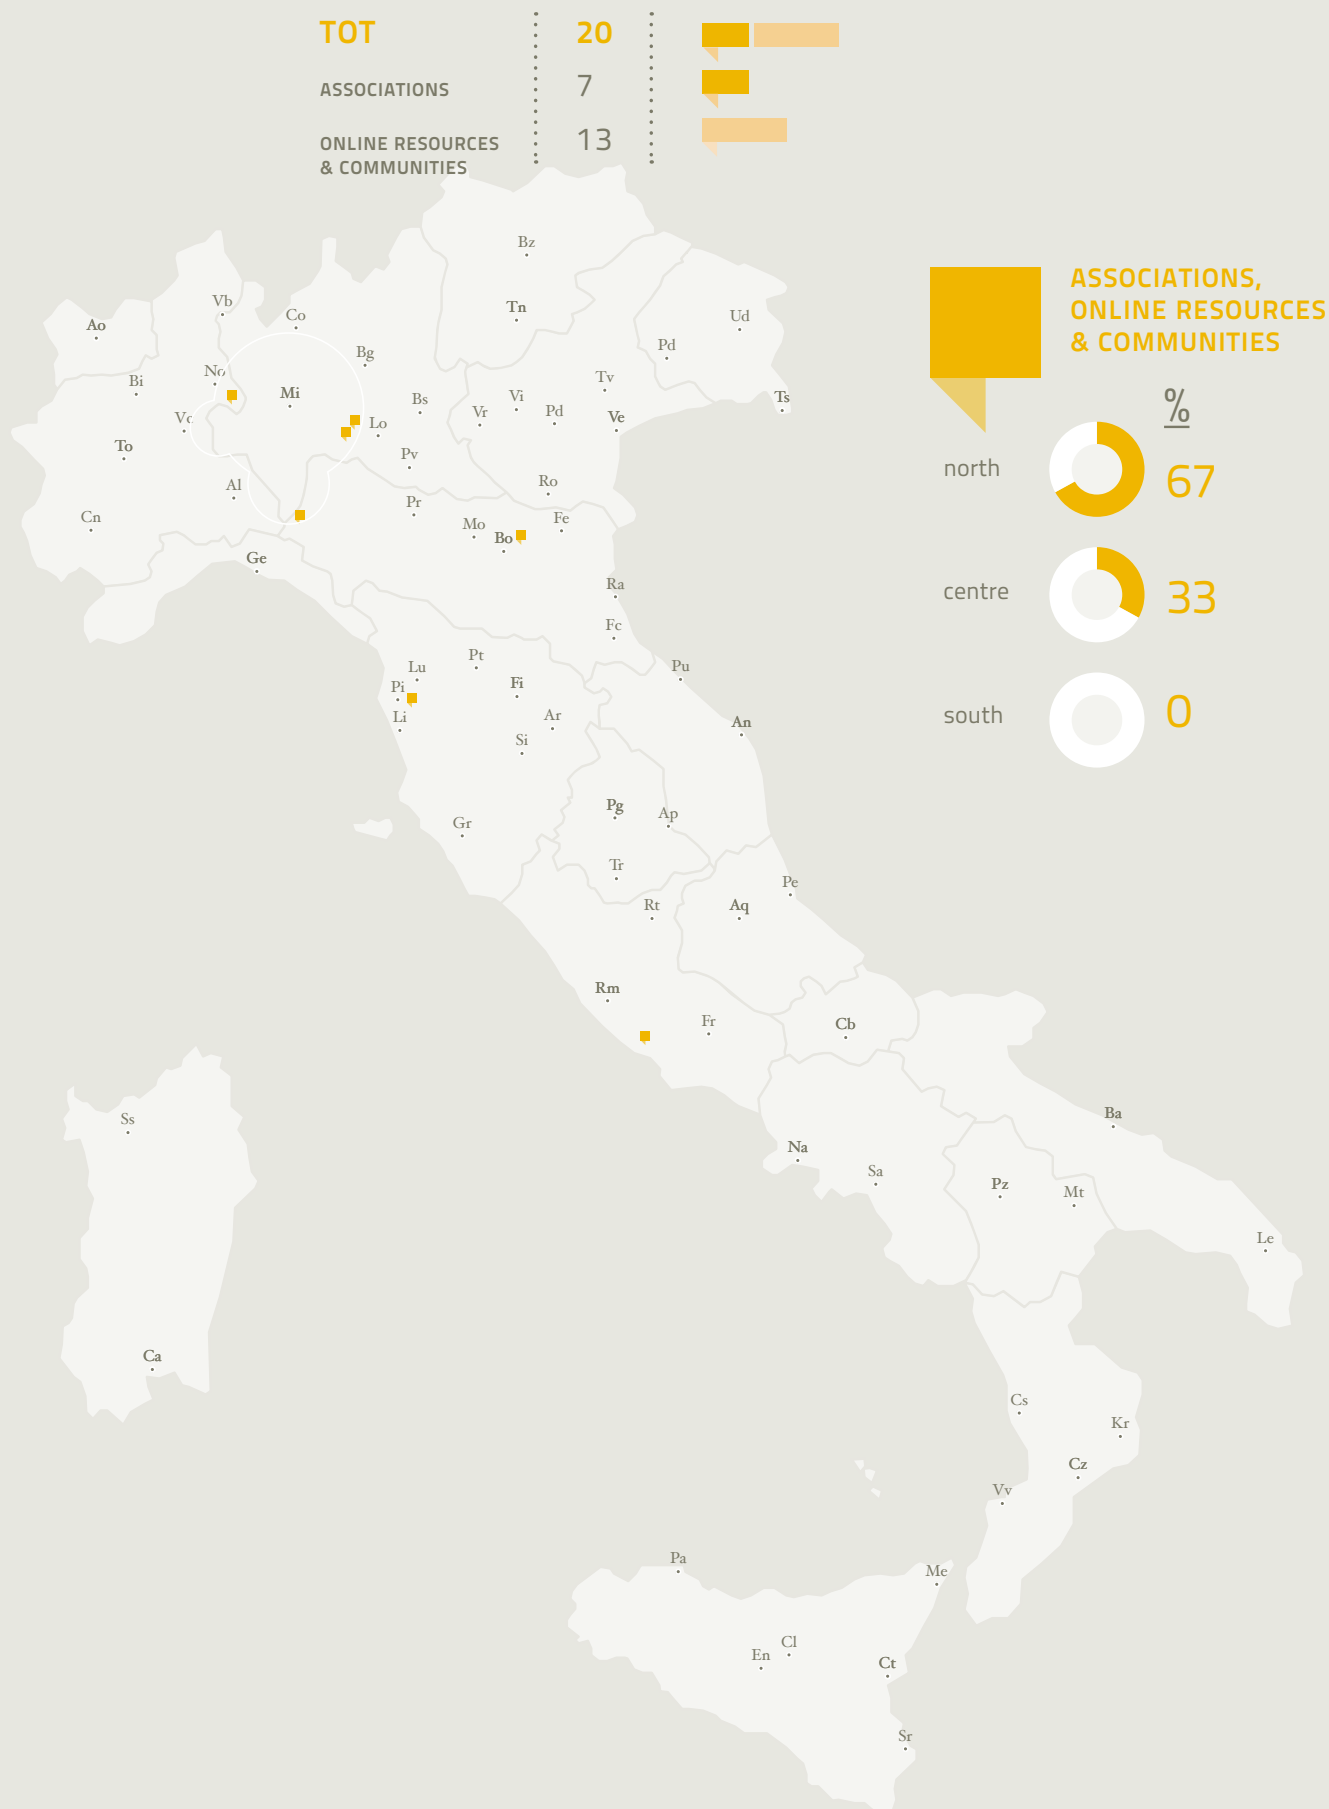 TOT 20
ASSOCIATIONS 7
ONLINE RESOURCES 13
& COMMUNITIES
ASSOCIATIONS,
ONLINE RESOURCES
& COMMUNITIES
%
north 67
centre 33
south 0
Bz
Vb
Tn
Co
Ud
Ao
Pd
Bg
No
Bi
Tv
Mi
Vi
Ts
Bs
Vr
Pd
Ve
Vc
Lo
To
Pv
Ro
Al
Pr
Cn
Mo
Fe
Bo
Ge
Ra
Fc
Pt
Lu
Pu
Pi
Fi
Li
Ar
An
Si
Pg
Ap
Gr
Tr
Pe
Rt
Aq
Rm
Fr
Cb
Ss
Ba
Na
Sa
Pz
Mt
Le
Ca
Cs
Kr
Cz
Vv
Pa
Me
Cl
En
Ct
Sr